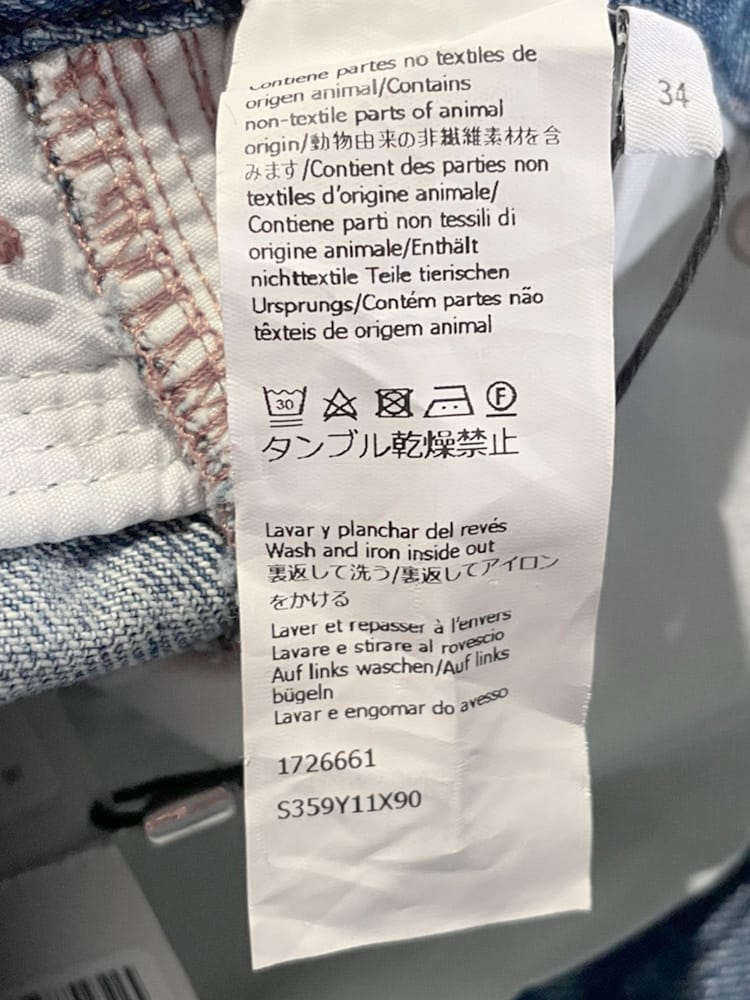 Contiene partes no textiles de
origen animal/Contains
non-textile parts of animal
origin/動物由来の非繊維素材を含
みます/Contient des parties non
textiles d'origine animale/
Contiene parti non tessili di
origine animale/Enthält
nichttextile Teile tierischen
Ursprungs/Contém partes não
têxteis de origem animal
30
F
タンブル乾燥禁止
Lavar y planchar del revés
Wash and iron inside out
裏返して洗う/裏返してアイロン
をかける
Laver et repasser à l'envers
Lavare e stirare al rovescio
Auf links waschen/Auf links
bügeln
Lavar e engomar do avesso
1726661
S359Y11X90
34